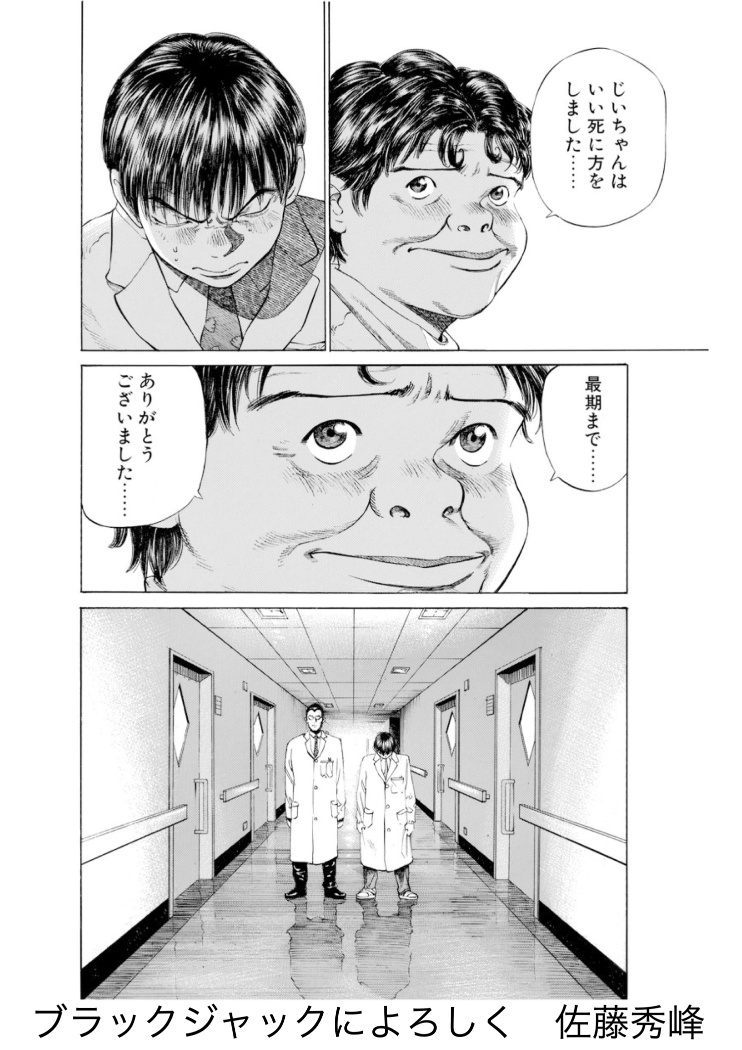 じいちゃんは
いい死に方を
しました……
最期まで……
ありがとう
ございました……
ブラックジャックによろしく　佐藤秀峰